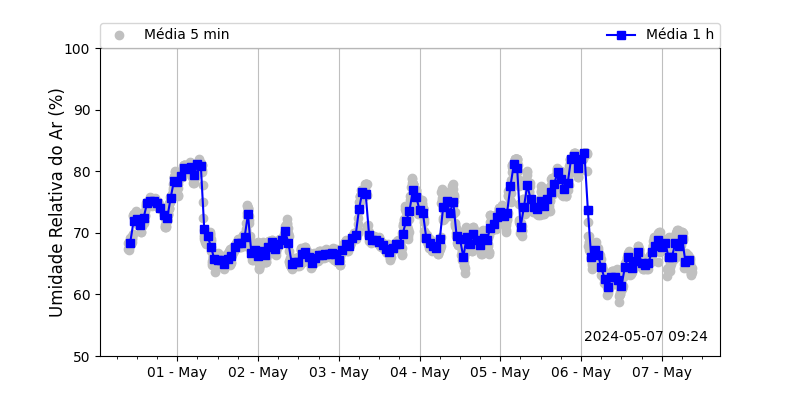 Média 5 min
Média 1 h
Umidade Relativa do Ar (%)
100
90
80
70
60
50
2024-05-07 09:24
01 - May
02 - May
03 - May
04 - May
05 - May
06 - May
07 - May